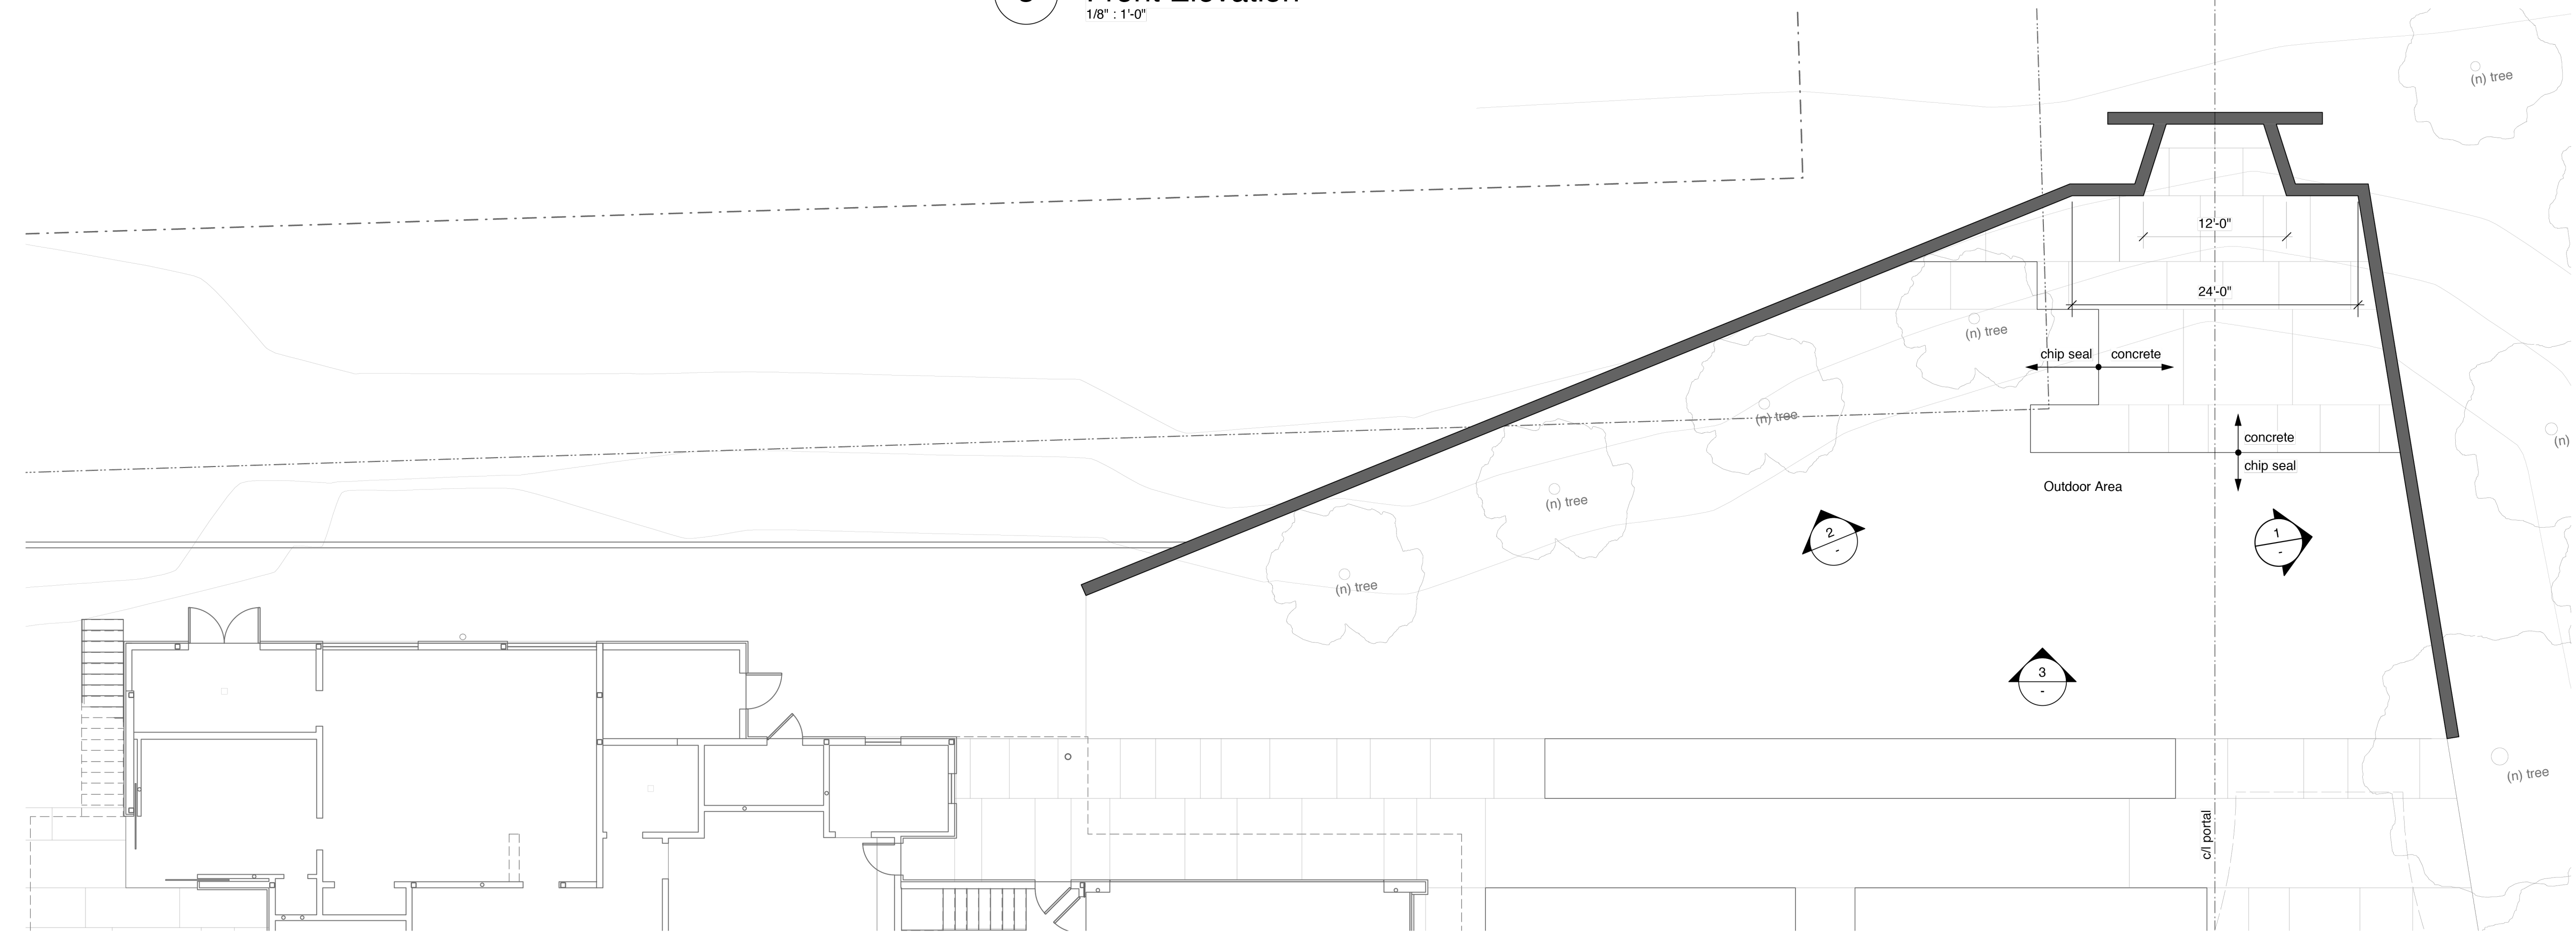 1/8" : 1'-0"
(n) tree
12'-0"
24'-0"
(n) tree
chip seal
concrete
(n) tree
concrete
(n)
chip seal
Outdoor Area
(n) tree
2
-
1
-
(n) tree
3
-
(n) tree
c/l portal